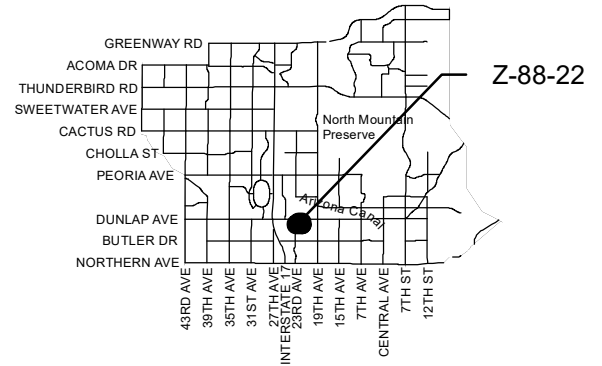 GREENWAY RD
ACOMA DR
THUNDERBIRD RD
SWEETWATER AVE
CACTUS RD
CHOLLA ST
PEORIA AVE
DUNLAP AVE
BUTLER DR
NORTHERN AVE
Z-88-22
North Mountain
Preserve
Arizona Canal
43RD AVE
39TH AVE
35TH AVE
31ST AVE
27TH AVE
INTERSTATE 17
23RD AVE
19TH AVE
15TH AVE
7TH AVE
CENTRAL AVE
7TH ST
12TH ST